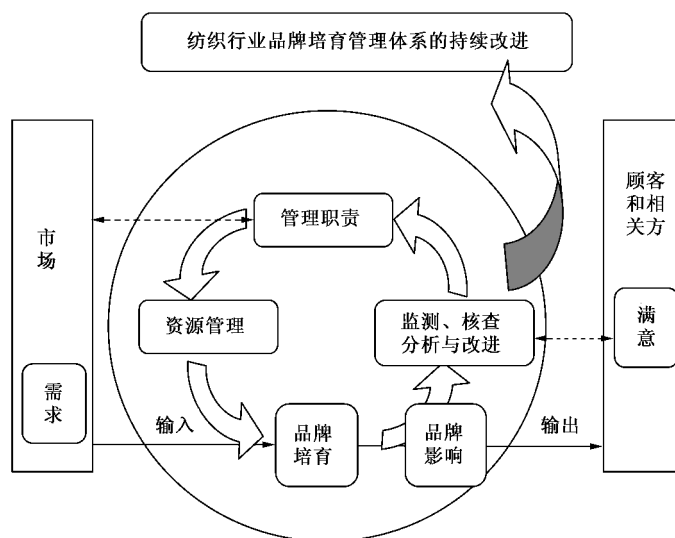 纺织行业品牌培育管理体系的持续改进
市
场
需
求
管理职责
资源管理
监测、核查
分析与改进
输入
品牌
培育
品牌
影响
输出
顾客
和相
关方
满
意